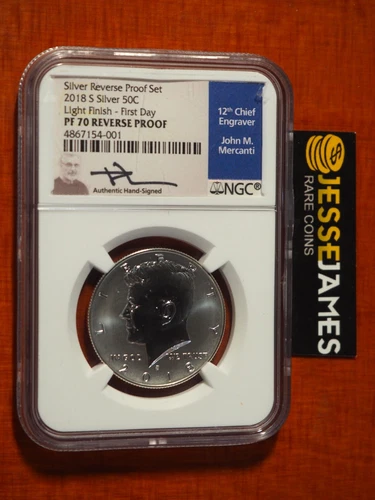 Silver Reverse Proof Set
2018 S Silver 50C
Light Finish - First Day
PF 70 REVERSE PROOF
4867154-001
Authentic Hand-Signed
12th Chief
Engraver
John M.
Mercanti
NGC®
LIBERTY
IN GOD WE TRUST
S
2018
JESSE JAMES
RARE COINS